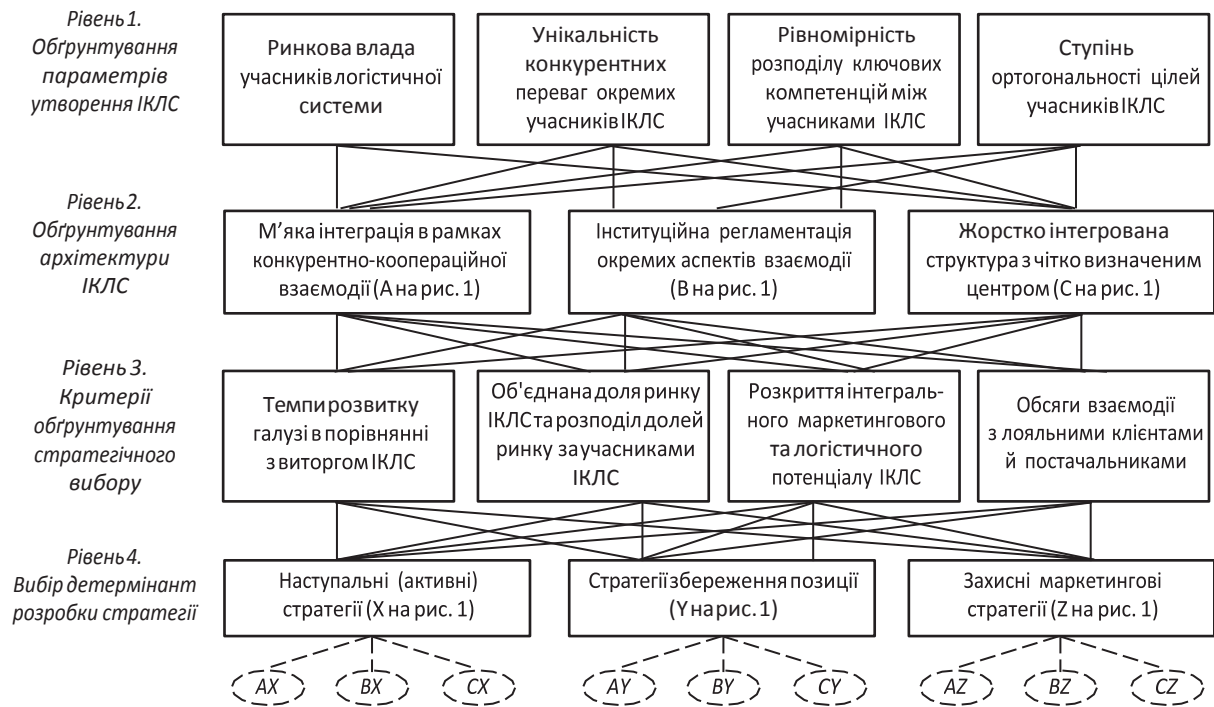 Рівень 1.
Обґрунтування
параметрів
утворення ІКЛС
Ринкова влада
учасників логістичної
системи
Унікальність
конкурентних
переваг окремих
учасників ІКЛС
Рівномірність
розподілу ключових
компетенцій між
учасниками ІКЛС
Ступінь
ортогональності цілей
учасників ІКЛС
Рівень 2.
Обґрунтування
архітектури
ІКЛС
М’яка інтеграція в рамках
конкурентно-коопераційної
взаємодії (А на рис. 1)
Інституційна регламентація
окремих аспектів взаємодії
(В на рис. 1)
Жорстко інтегрована
структура з чітко визначеним
центром (С на рис. 1)
Рівень 3.
Критерії
обґрунтування
стратегічного
вибору
Темпи розвитку
галузі в порівнянні
з виторгом ІКЛС
Об'єднана доля ринку
ІКЛС та розподіл долей
ринку за учасниками
ІКЛС
Розкриття інтеграль-
ного маркетингового
та логістичного
потенціалу ІКЛС
Обсяги взаємодії
з лояльними клієнтами
й постачальниками
Рівень 4.
Вибір детермінант
розробки стратегії
Наступальні (активні)
стратегії (X на рис. 1)
Стратегії збереження позиції
(Y на рис. 1)
Захисні маркетингові
стратегії (Z на рис. 1)
AX
BX
CX
AY
BY
CY
AZ
BZ
CZ